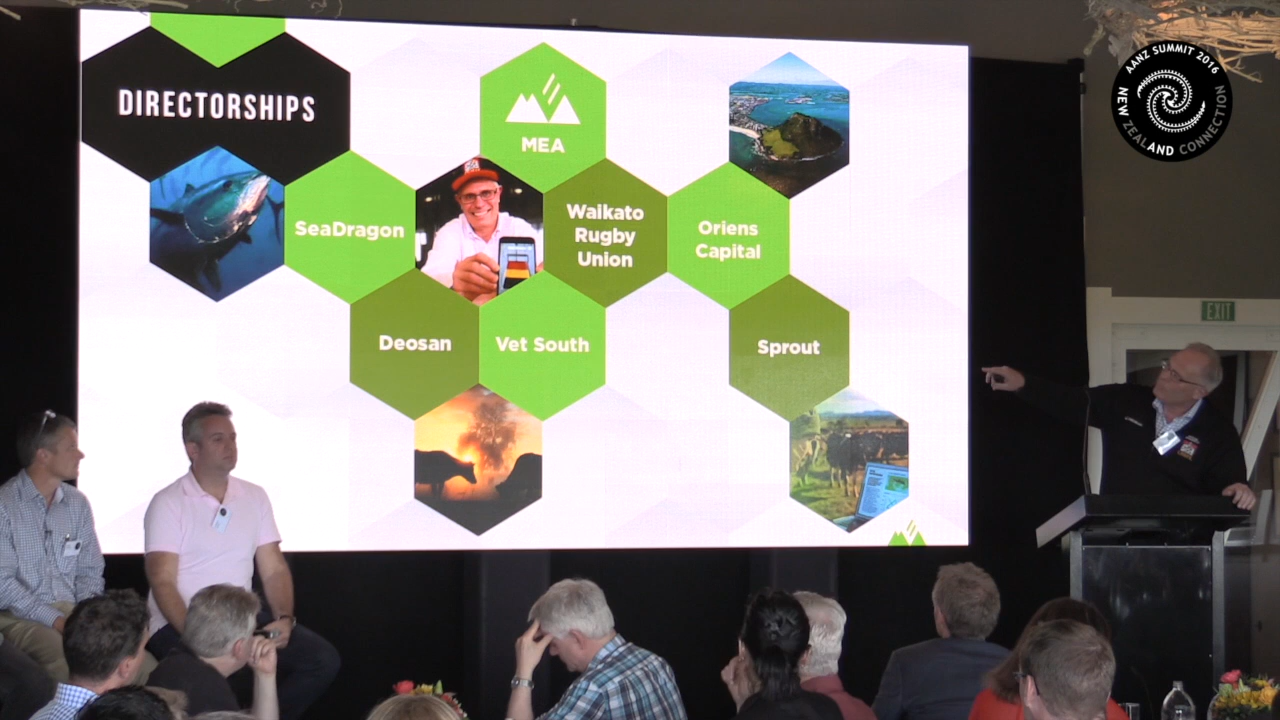 DIRECTORSHIPS
MEA
SeaDragon
Waikato
Rugby
Union
Oriens
Capital
Deosan
Vet South
Sprout
AANZ SUMMIT 2016
NEW ZEALAND CONNECTION
EXIT